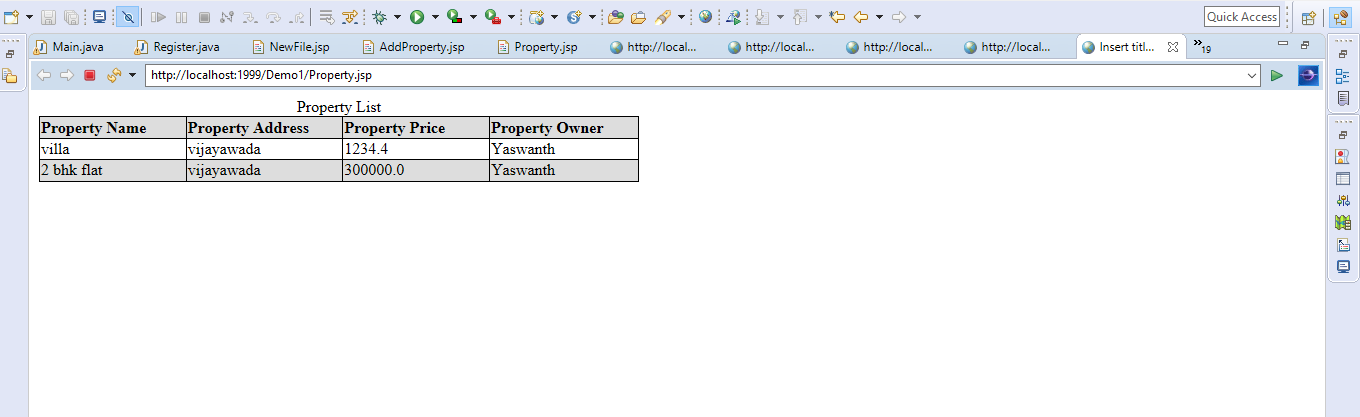 Quick Access
Main.java Register.java NewFile.jsp AddProperty.jsp Property.jsp http://local... http://local... http://local... http://local... Insert titl... »19
http://localhost:1999/Demo1/Property.jsp
Property List
Property Name Property Address Property Price Property Owner
villa vijayawada 1234.4 Yaswanth
2 bhk flat vijayawada 300000.0 Yaswanth